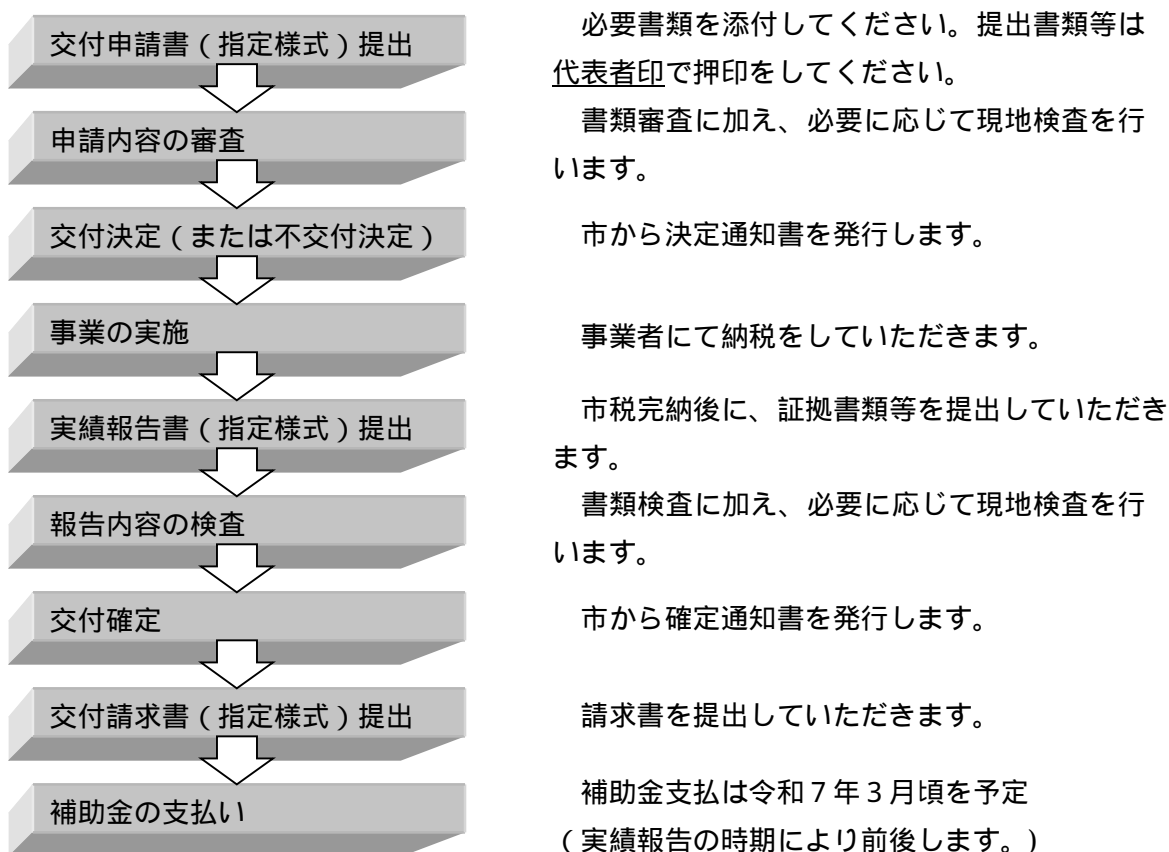 交付申請書（指定様式）提出
必要書類を添付してください。提出書類等は
代表者印で押印をしてください。
申請内容の審査
書類審査に加え、必要に応じて現地検査を行
います。
交付決定（または不交付決定）
市から決定通知書を発行します。
事業の実施
事業者にて納税をしていただきます。
実績報告書（指定様式）提出
市税完納後に、証拠書類等を提出していただき
ます。
報告内容の検査
書類検査に加え、必要に応じて現地検査を行
います。
交付確定
市から確定通知書を発行します。
交付請求書（指定様式）提出
請求書を提出していただきます。
補助金の支払い
補助金支払は令和７年３月頃を予定
（実績報告の時期により前後します。）